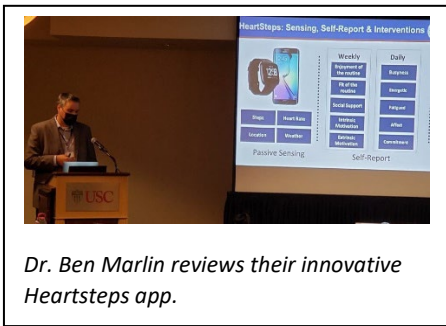 HeartSteps: Sensing, Self-Report & Interventions (
Weekly
Daily
Enjoyment of
the routine
Fit of the
routine
Social Support
Intrinsic
Motivation
Extrinsic
Motivation
Busyness
Energetic
Fatigued
Affect
Commitment
Steps
Heart Rate
Location
Weather
Passive Sensing
Self-Report
USC
Dr. Ben Marlin reviews their innovative
Heartsteps app.